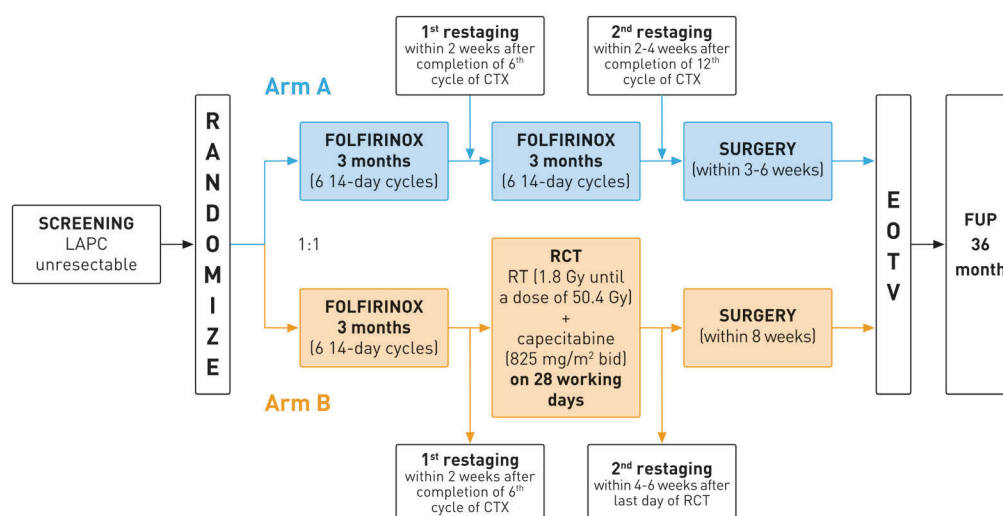 SCREENING
LAPC
unresectable
RANDOMIZE
1:1
Arm A
FOLFIRINOX
3 months
(6 14-day cycles)
1st restaging
within 2 weeks after
completion of 6th
cycle of CTX
FOLFIRINOX
3 months
(6 14-day cycles)
2nd restaging
within 2-4 weeks after
completion of 12th
cycle of CTX
SURGERY
(within 3-6 weeks)
Arm B
FOLFIRINOX
3 months
(6 14-day cycles)
1st restaging
within 2 weeks after
completion of 6th
cycle of CTX
RCT
RT (1.8 Gy until
a dose of 50.4 Gy)
+
capecitabine
(825 mg/m² bid)
on 28 working
days
2nd restaging
within 4-6 weeks after
last day of RCT
SURGERY
(within 8 weeks)
EOTV
FUP
36
month